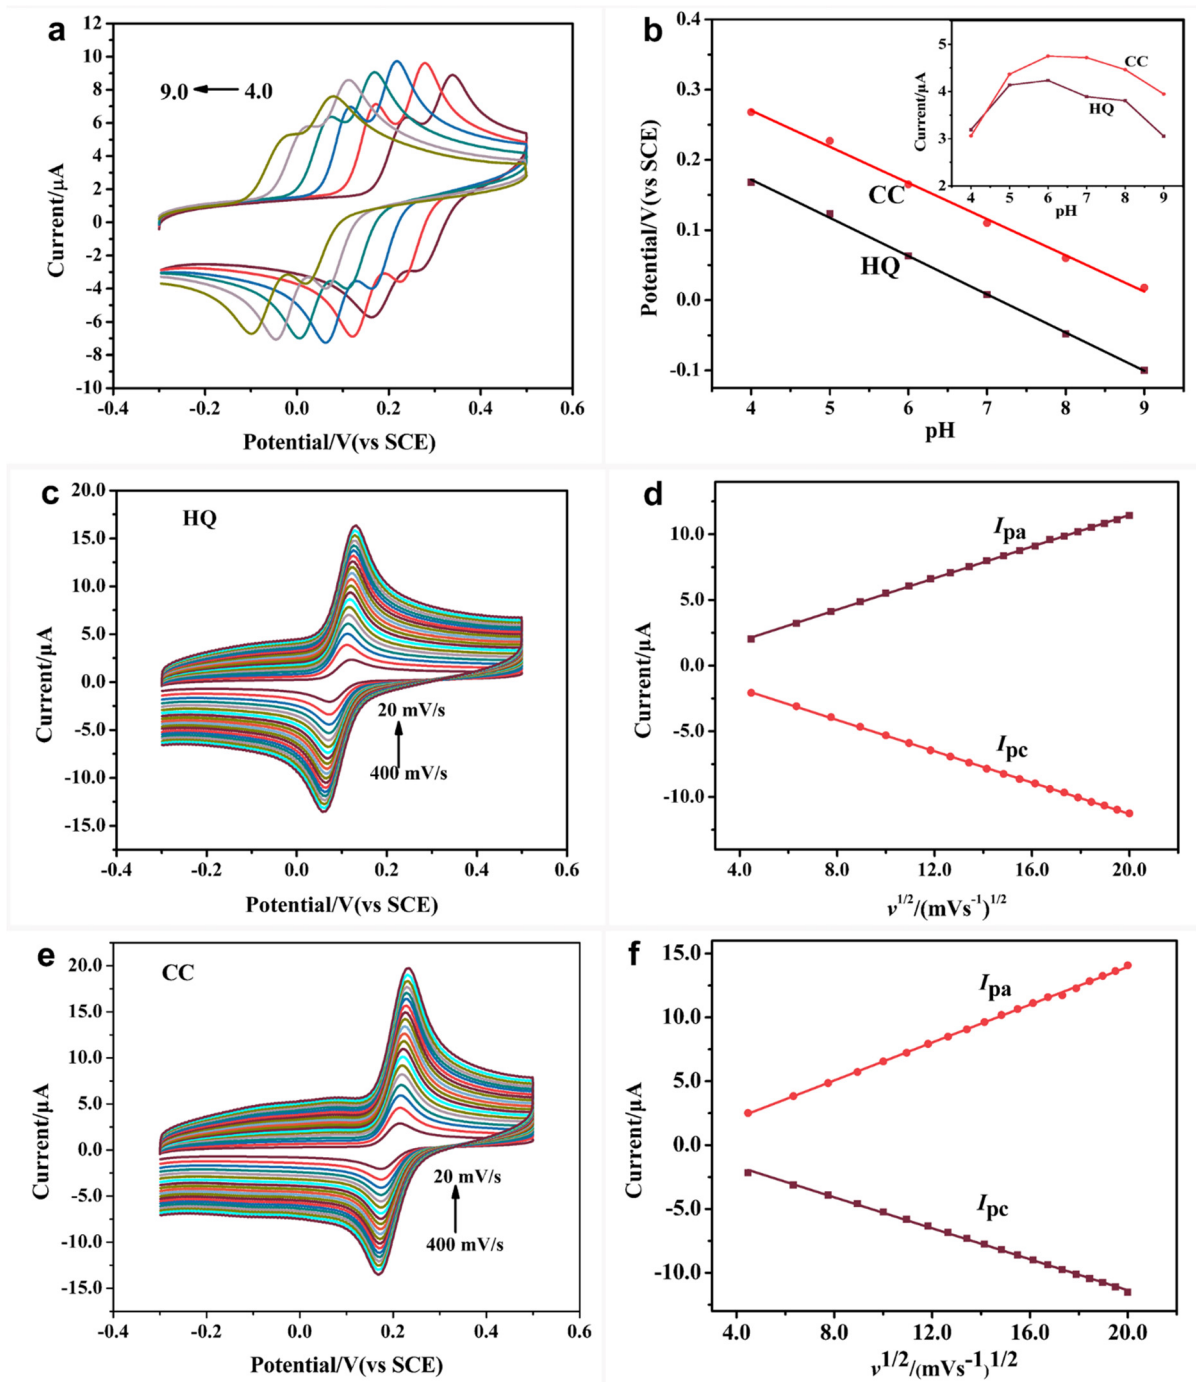 a
12
10
8
6
4
2
0
-2
-4
-6
-8
-10
9.0 4.0
Current/μA
-0.4 -0.2 0.0 0.2 0.4 0.6
Potential/V(vs SCE)
b
0.4
0.3
0.2
0.1
0.0
-0.1
Potential/V(vs SCE)
CC
HQ
4 5 6 7 8 9
pH
5
4
3
2
Current/μA
CC
HQ
4 5 6 7 8 9
pH
c
20.0
15.0
10.0
5.0
0.0
-5.0
-10.0
-15.0
HQ
Current/μA
20 mV/s
400 mV/s
-0.4 -0.2 0.0 0.2 0.4 0.6
Potential/V(vs SCE)
d
10.0
5.0
0.0
-5.0
-10.0
Current/μA
Ipa
Ipc
4.0 8.0 12.0 16.0 20.0
v1/2/(mVs-1)1/2
e
20.0
15.0
10.0
5.0
0.0
-5.0
-10.0
-15.0
CC
Current/μA
20 mV/s
400 mV/s
-0.4 -0.2 0.0 0.2 0.4 0.6
Potential/V(vs SCE)
f
15.0
10.0
5.0
0.0
-5.0
-10.0
Current/μA
Ipa
Ipc
4.0 8.0 12.0 16.0 20.0
v1/2/(mVs-1)1/2